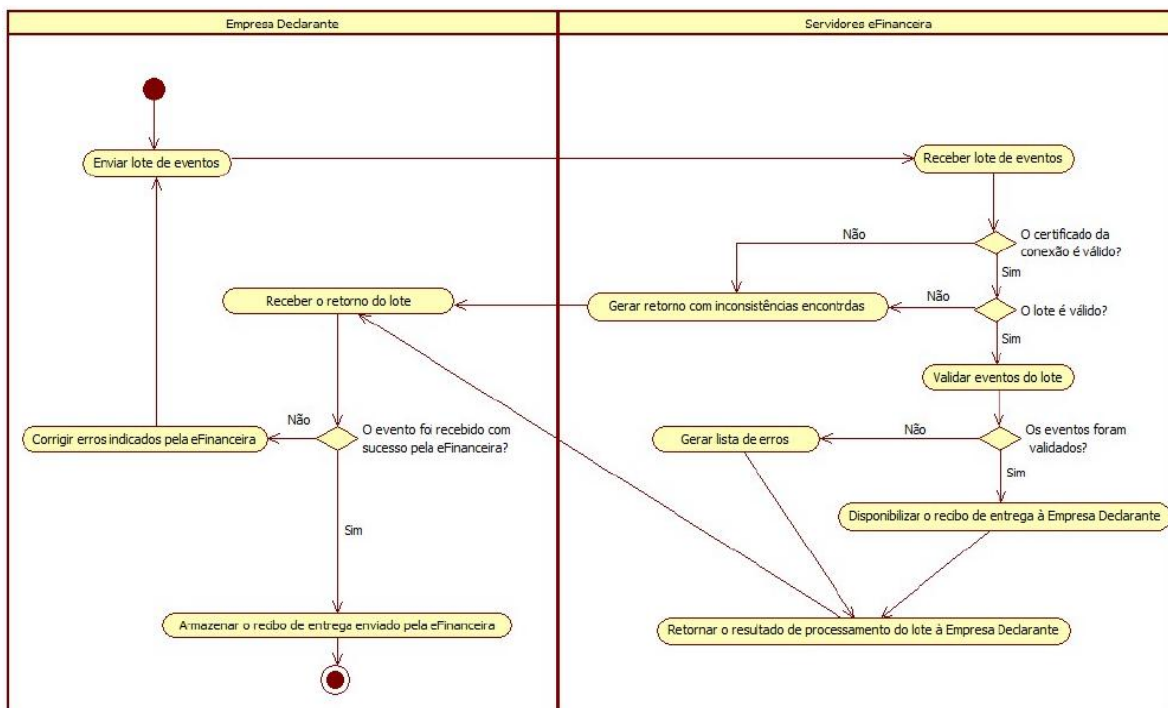 Empresa Declarante
Servidores eFinanceira
Enviar lote de eventos
Receber lote de eventos
O certificado da
conexão é válido?
Não
Sim
Receber o retorno do lote
Gerar retorno com inconsistências encontrdas
Não
O lote é válido?
Sim
Validar eventos do lote
Corrigir erros indicados pela eFinanceira
Não
O evento foi recebido com
sucesso pela eFinanceira?
Gerar lista de erros
Não
Os eventos foram
validados?
Sim
Disponibilizar o recibo de entrega à Empresa Declarante
Sim
Armazenar o recibo de entrega enviado pela eFinanceira
Retornar o resultado de processamento do lote à Empresa Declarante